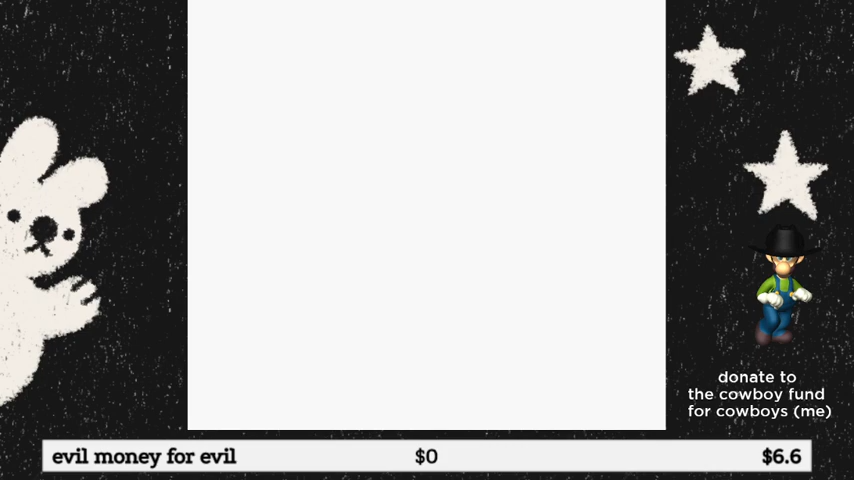 donate to
the cowboy fund
for cowboys (me)
evil money for evil $0 $6.6